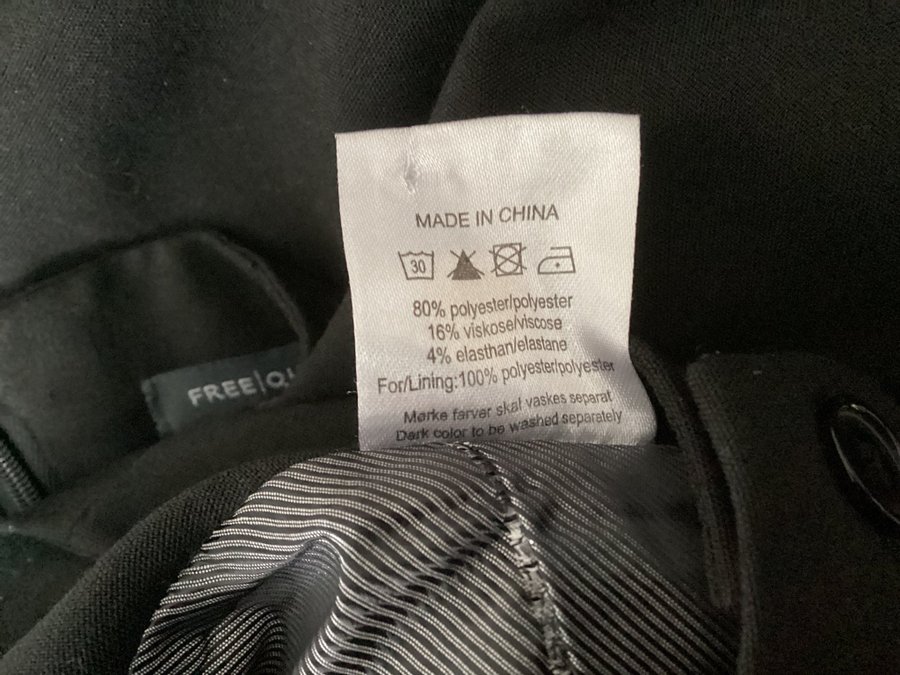 MADE IN CHINA
30
80% polyester/polyester
16% viskose/viscose
4% elasthan/elastane
For/Lining:100% polyester/polyester
Mørke farver skal vaskes separat
Dark color to be washed separately
FREE|QU